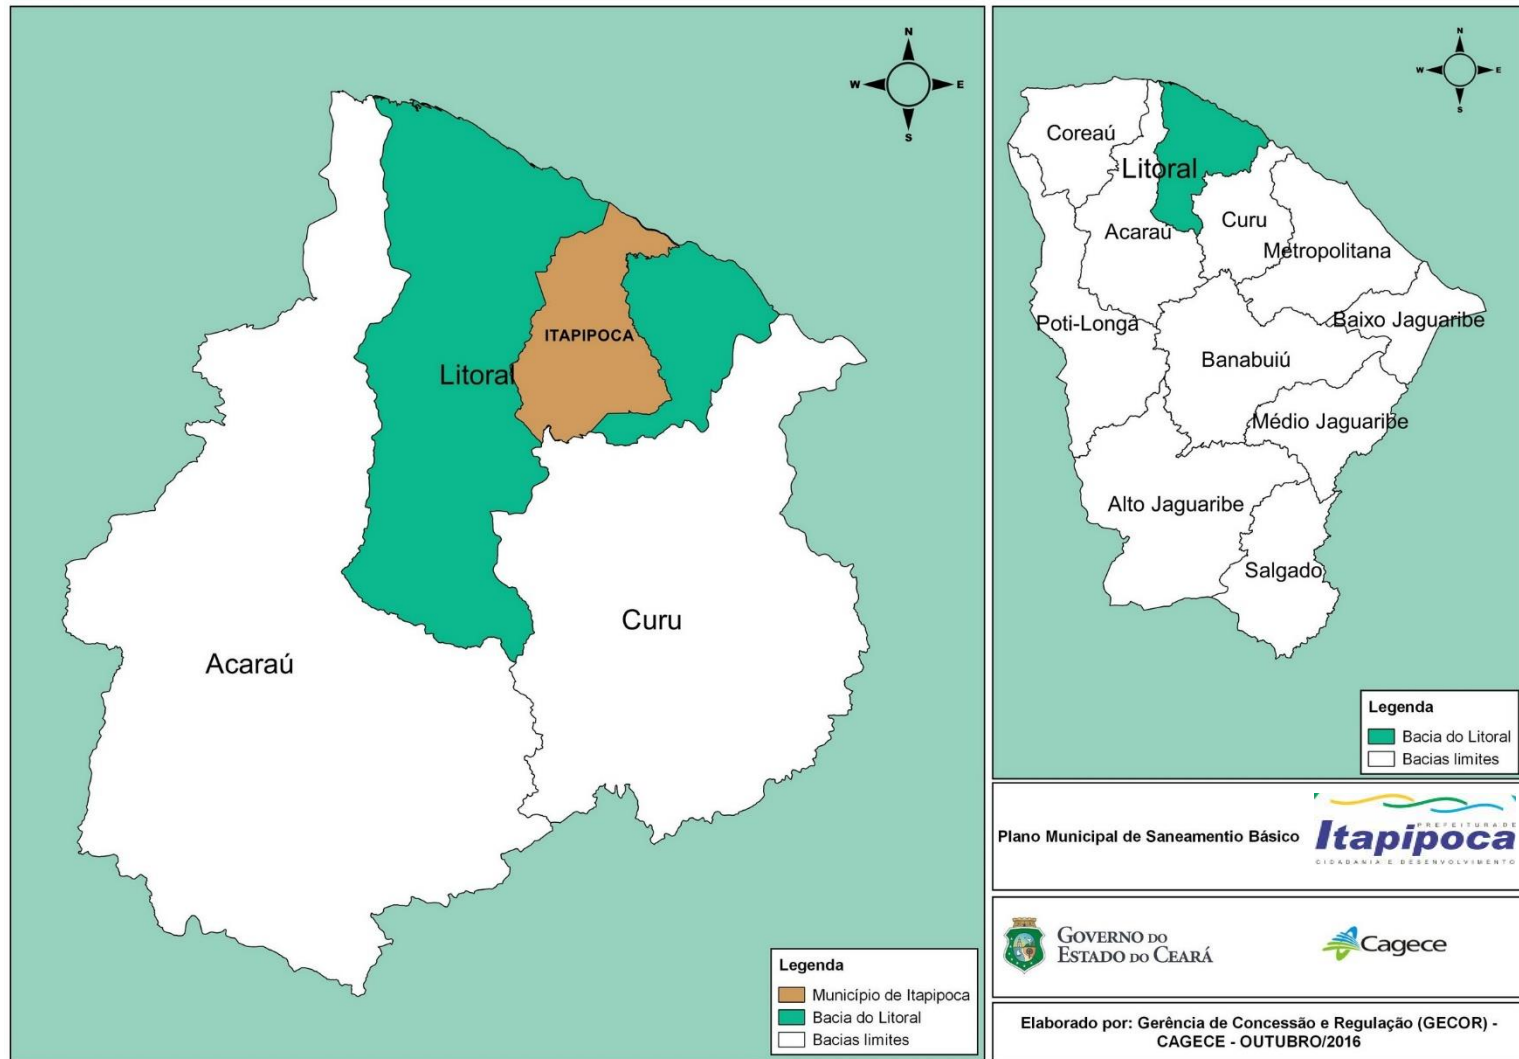 N
W E
S
ITAPIPOCA
Litoral
Curu
Acaraú
Legenda
Município de Itapipoca
Bacia do Litoral
Bacias limites
N
W E
S
Coreaú
Litoral
Acaraú
Curu
Metropolitana
Poti-Longá
Baixo Jaguaribe
Banabuiú
Médio Jaguaribe
Alto Jaguaribe
Salgado
Legenda
Bacia do Litoral
Bacias limites
Plano Municipal de Saneamentio Básico
PREFEITURA DE
Itapipoca
CIDADANIA E DESENVOLVIMENTO
GOVERNO DO
ESTADO DO CEARÁ
Cagece
Elaborado por: Gerência de Concessão e Regulação (GECOR) -
CAGECE - OUTUBRO/2016